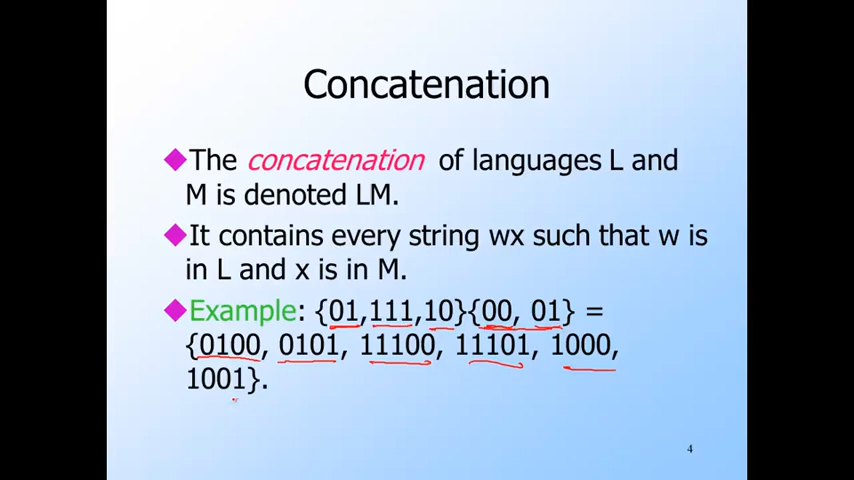 Concatenation
The concatenation of languages L and
M is denoted LM.
It contains every string wx such that w is
in L and x is in M.
Example: {01,111,10}{00, 01} =
{0100, 0101, 11100, 11101, 1000,
1001}.
4